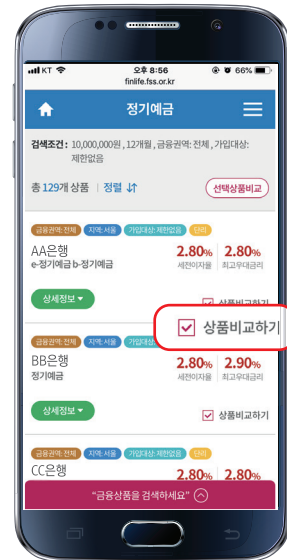 KT 오후 8:56 66%
finlife.fss.or.kr
정기예금
검색조건 : 10,000,000원 , 12개월 , 금융권역: 전체 , 가입대상:
제한없음
총 129개 상품 정렬 선택상품비교
금융권역: 전체 지역: 서울 가입대상: 제한없음 단리
AA은행 2.80% 2.80%
e-정기예금 b-정기예금 세전이자율 최고우대금리
상세정보 상품비교하기
상품비교하기
금융권역: 전체 지역: 서울 가입대상:
BB은행 2.80% 2.90%
정기예금 세전이자율 최고우대금리
상세정보 상품비교하기
금융권역: 전체 지역: 서울 가입대상: 제한없음 단리
CC은행 2.80% 2.80%
“금융상품을 검색하세요”